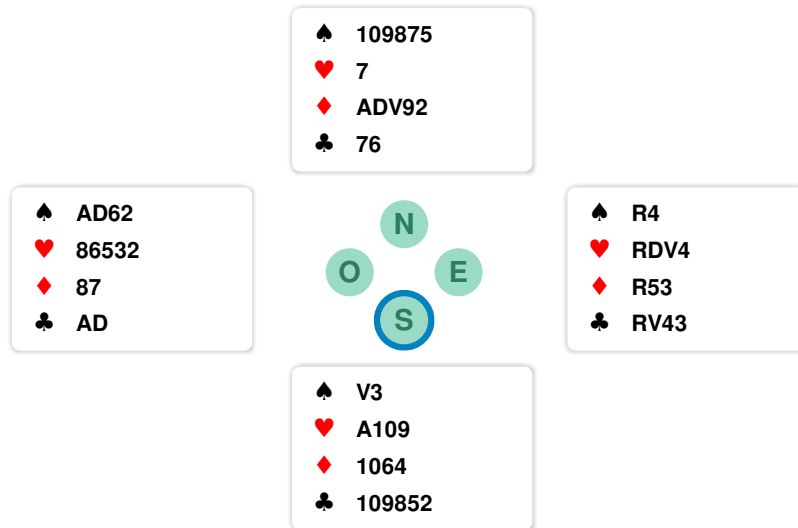 ♠ 109875
♥ 7
♦ ADV92
♣ 76
♠ AD62
♥ 86532
♦ 87
♣ AD
N
O E
S
♠ R4
♥ RDV4
♦ R53
♣ RV43
♠ V3
♥ A109
♦ 1064
♣ 109852